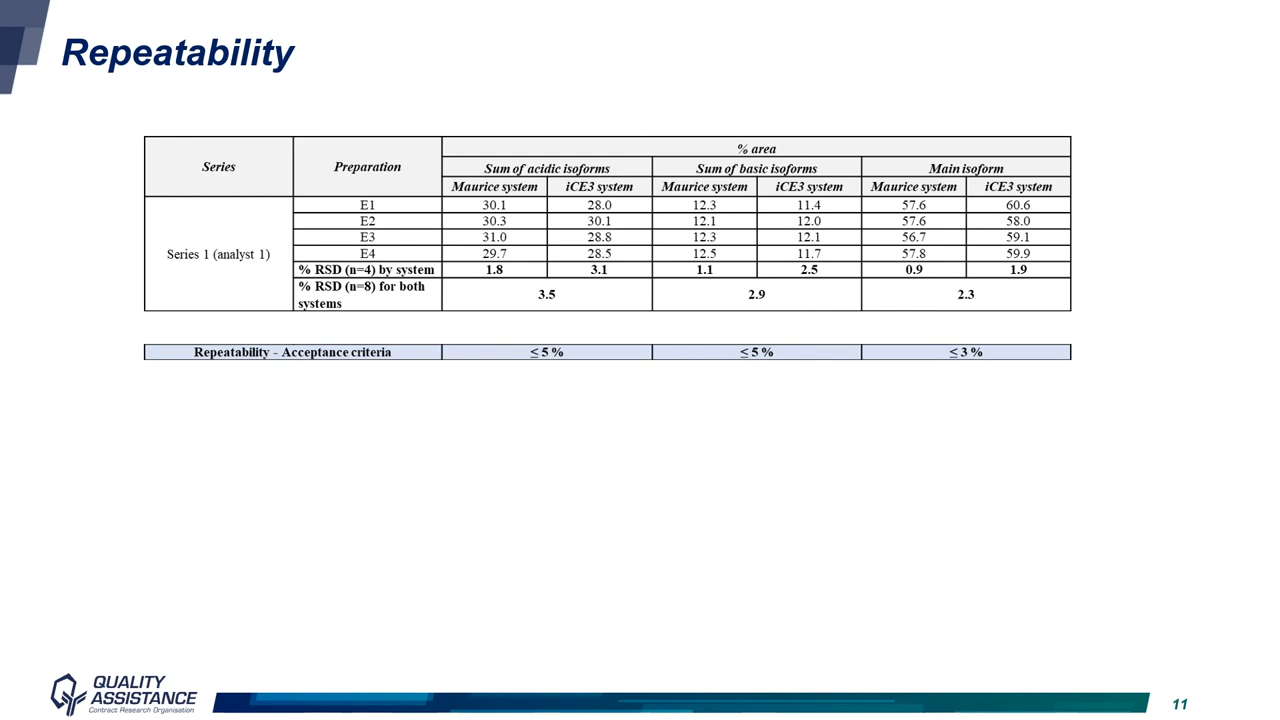 Repeatability
Series Preparation % area
Sum of acidic isoforms Sum of basic isoforms Main isoform
Maurice system iCE3 system Maurice system iCE3 system Maurice system iCE3 system
Series 1 (analyst 1)
E1 30.1 28.0 12.3 11.4 57.6 60.6
E2 30.3 30.1 12.1 12.0 57.6 58.0
E3 31.0 28.8 12.3 12.1 56.7 59.1
E4 29.7 28.5 12.5 11.7 57.8 59.9
% RSD (n=4) by system 1.8 3.1 1.1 2.5 0.9 1.9
% RSD (n=8) for both
systems 3.5 2.9 2.3
Repeatability - Acceptance criteria ≤ 5 % ≤ 5 % ≤ 3 %
QUALITY
ASSISTANCE
Contract Research Organisation
11